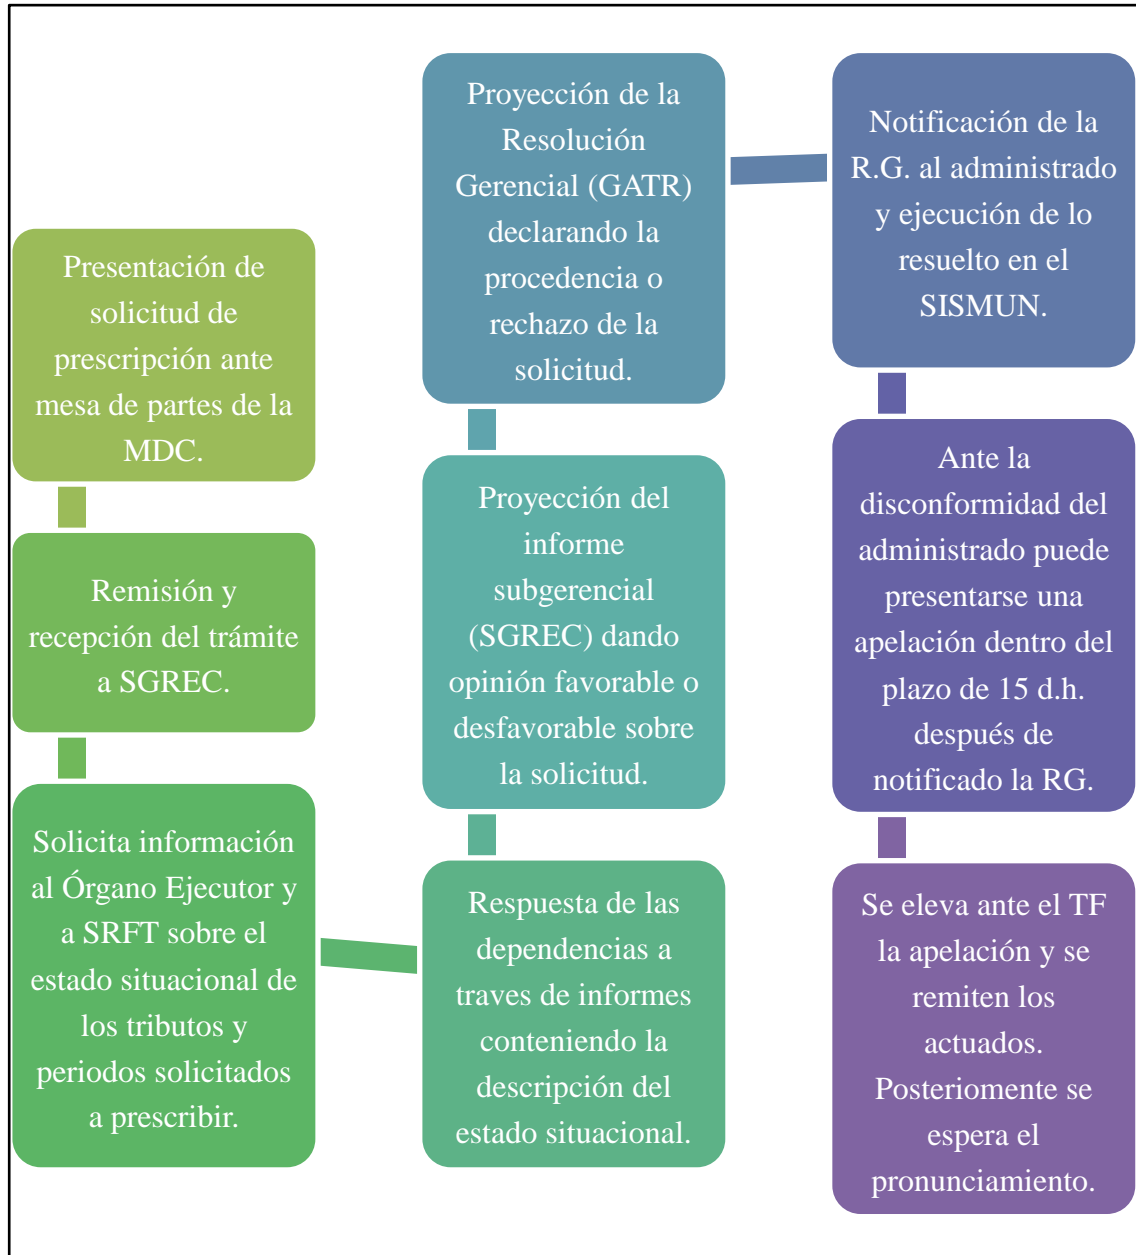 Presentación de
solicitud de
prescripción ante
mesa de partes de la
MDC.
Remisión y
recepción del trámite
a SGREC.
Solicita información
al Órgano Ejecutor y
a SRFT sobre el
estado situacional de
los tributos y
periodos solicitados
a prescribir.
Respuesta de las
dependencias a
traves de informes
conteniendo la
descripción del
estado situacional.
Proyección del
informe
subgerencial
(SGREC) dando
opinión favorable o
desfavorable sobre
la solicitud.
Proyección de la
Resolución
Gerencial (GATR)
declarando la
procedencia o
rechazo de la
solicitud.
Notificación de la
R.G. al administrado
y ejecución de lo
resuelto en el
SISMUN.
Ante la
disconformidad del
administrado puede
presentarse una
apelación dentro del
plazo de 15 d.h.
después de
notificado la RG.
Se eleva ante el TF
la apelación y se
remiten los
actuados.
Posteriomente se
espera el
pronunciamiento.